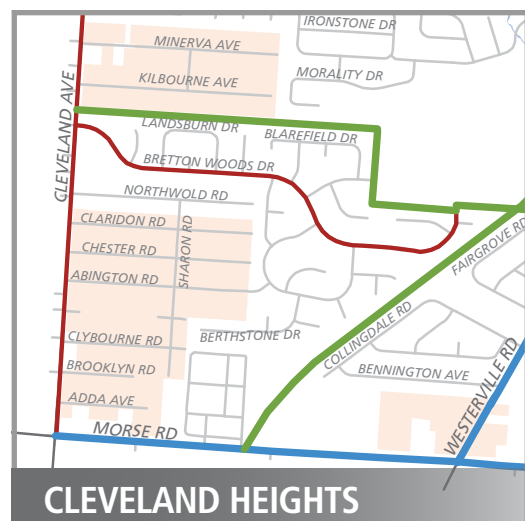 IRONSTONE DR
MINERVA AVE
MORALITY DR
KILBOURNE AVE
CLEVELAND AVE
LANDSBURN DR
BLAREFIELD DR
BRETTON WOODS DR
NORTHWOLD RD
CLARIDON RD
SHARON RD
FAIRGROVE RD
CHESTER RD
ABINGTON RD
COLLINGDALE RD
BERTHSTONE DR
CLYBOURNE RD
WESTERVILLE RD
BROOKLYN RD
BENNINGTON AVE
ADDA AVE
MORSE RD
CLEVELAND HEIGHTS